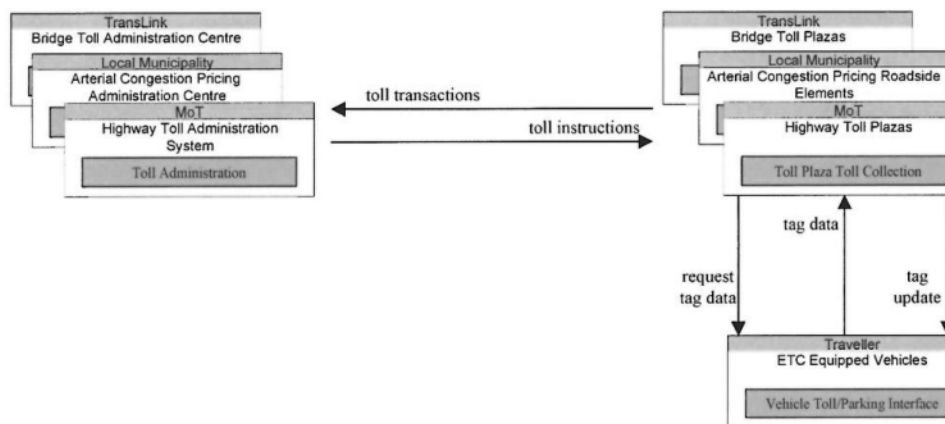 TransLink
Bridge Toll Administration Centre
Local Municipality
Arterial Congestion Pricing
Administration Centre
MoT
Highway Toll Administration
System
Toll Administration
toll transactions
toll instructions
TransLink
Bridge Toll Plazas
Local Municipality
Arterial Congestion Pricing Roadside
Elements
MoT
Highway Toll Plazas
Toll Plaza Toll Collection
request
tag data
tag data
tag
update
Traveller
ETC Equipped Vehicles
Vehicle Toll/Parking Interface